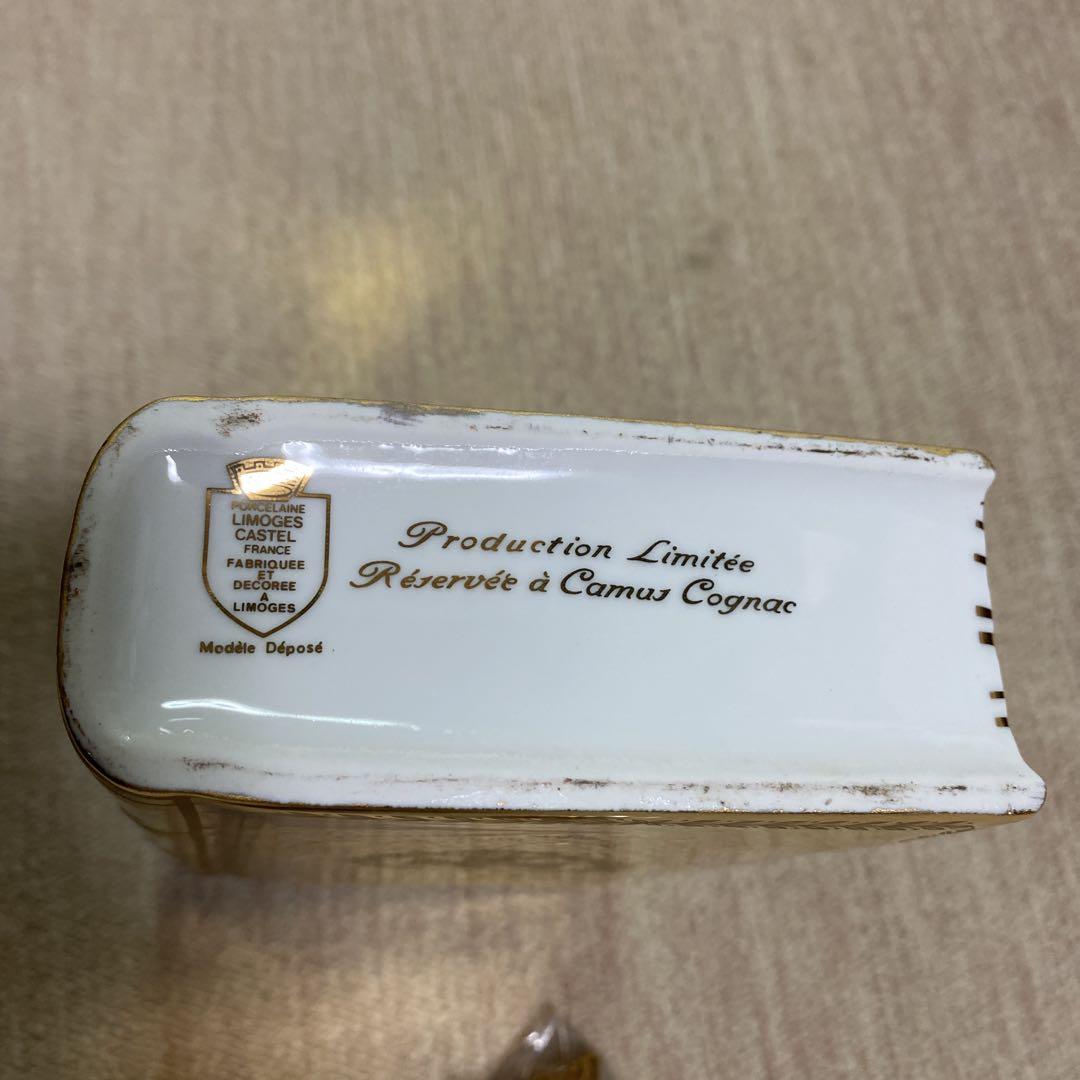 PORCELAINE
LIMOGES
CASTEL
FRANCE
FABRIQUEE
ET
DECOREE
A
LIMOGES
Modèle Déposé
Production Limitée
Réservée à Camus Cognac